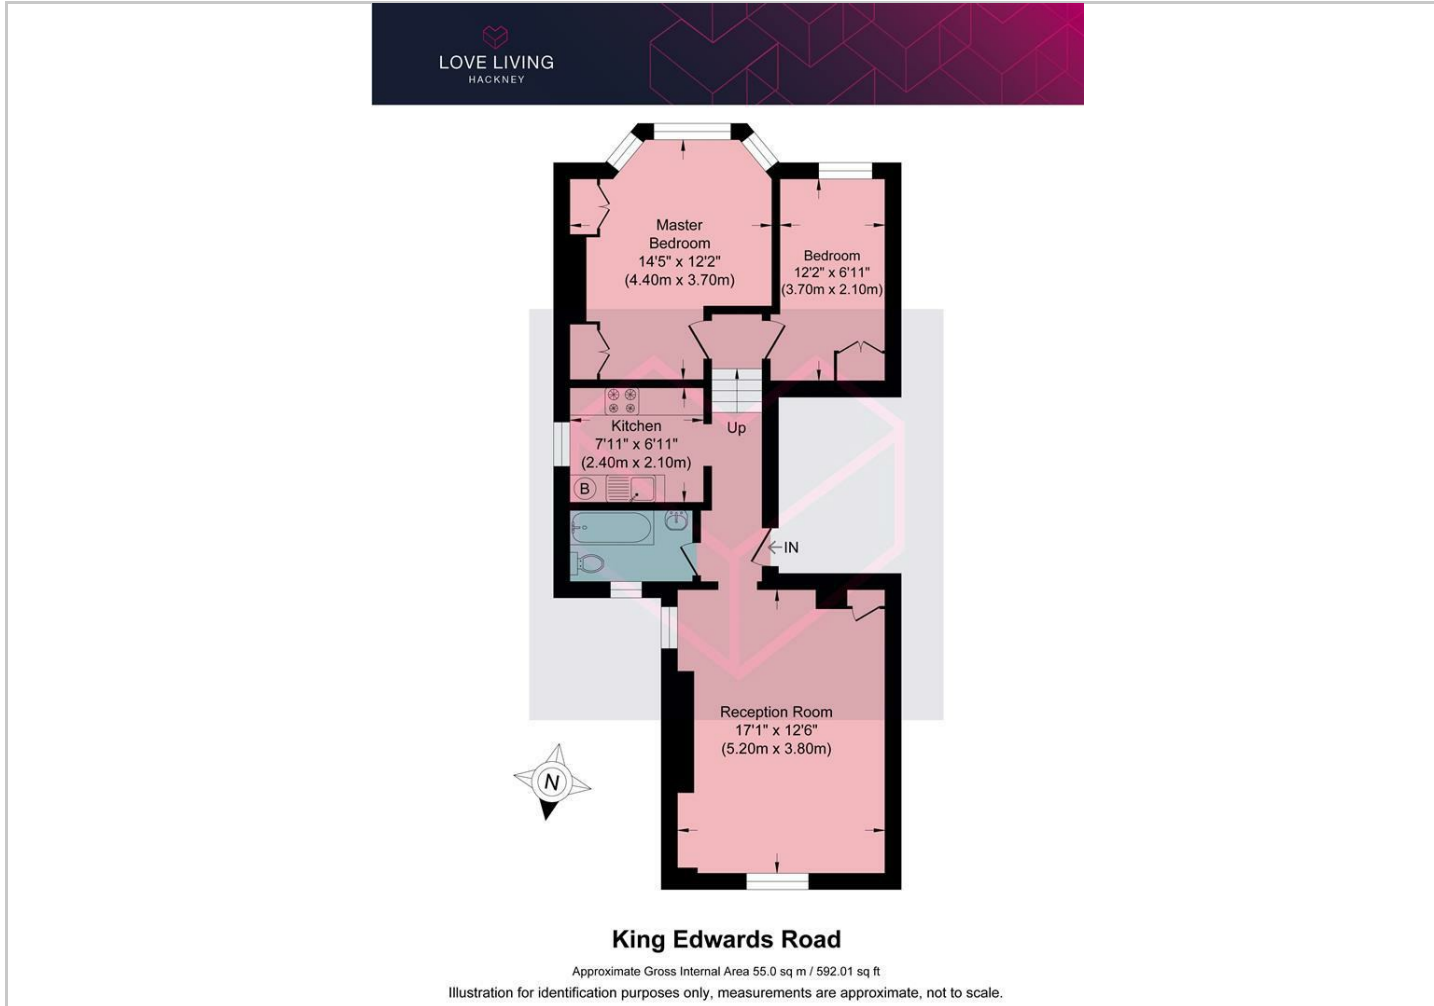 LOVE LIVING
HACKNEY
Master
Bedroom
14'5" x 12'2"
(4.40m x 3.70m)
Bedroom
12'2" x 6'11"
(3.70m x 2.10m)
Kitchen
7'11" x 6'11"
(2.40m x 2.10m)
Up
B
IN
Reception Room
17'1" x 12'6"
(5.20m x 3.80m)
N
King Edwards Road
Approximate Gross Internal Area 55.0 sq m / 592.01 sq ft
Illustration for identification purposes only, measurements are approximate, not to scale.